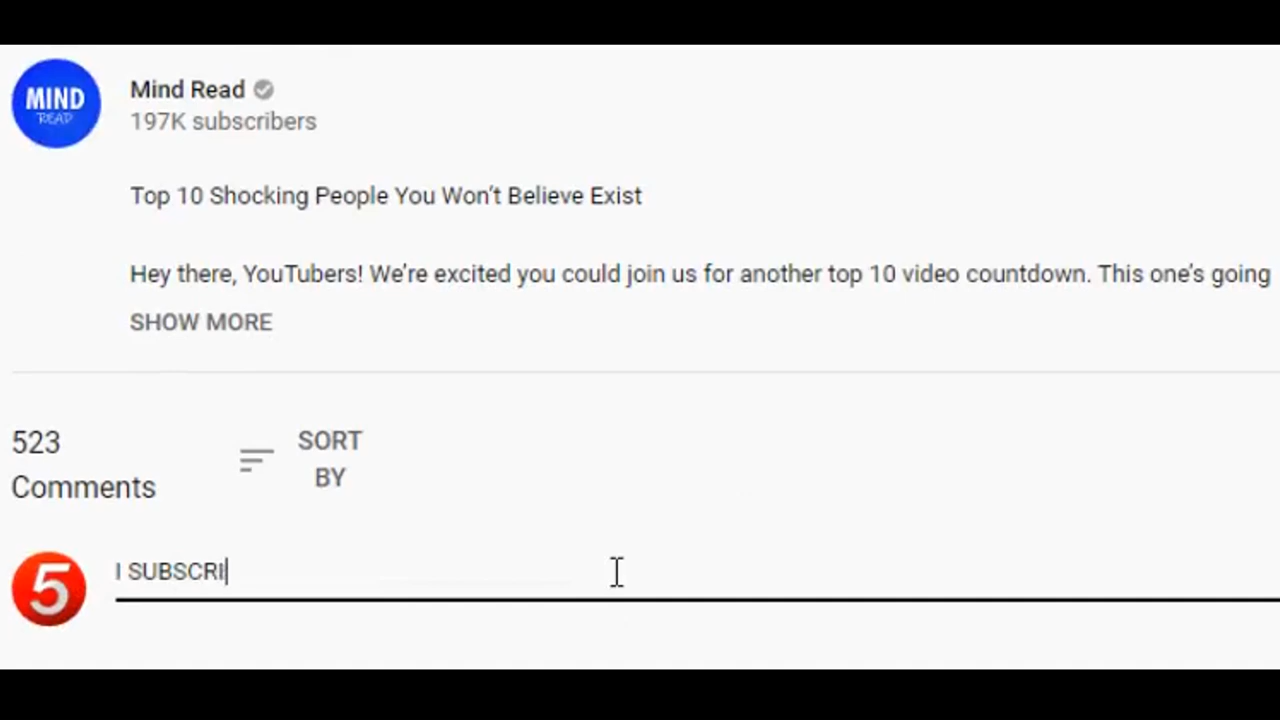 MIND
READ
Mind Read
197K subscribers
Top 10 Shocking People You Won't Believe Exist
Hey there, YouTubers! We're excited you could join us for another top 10 video countdown. This one's going
SHOW MORE
523
Comments
SORT
BY
5
I SUBSCRI